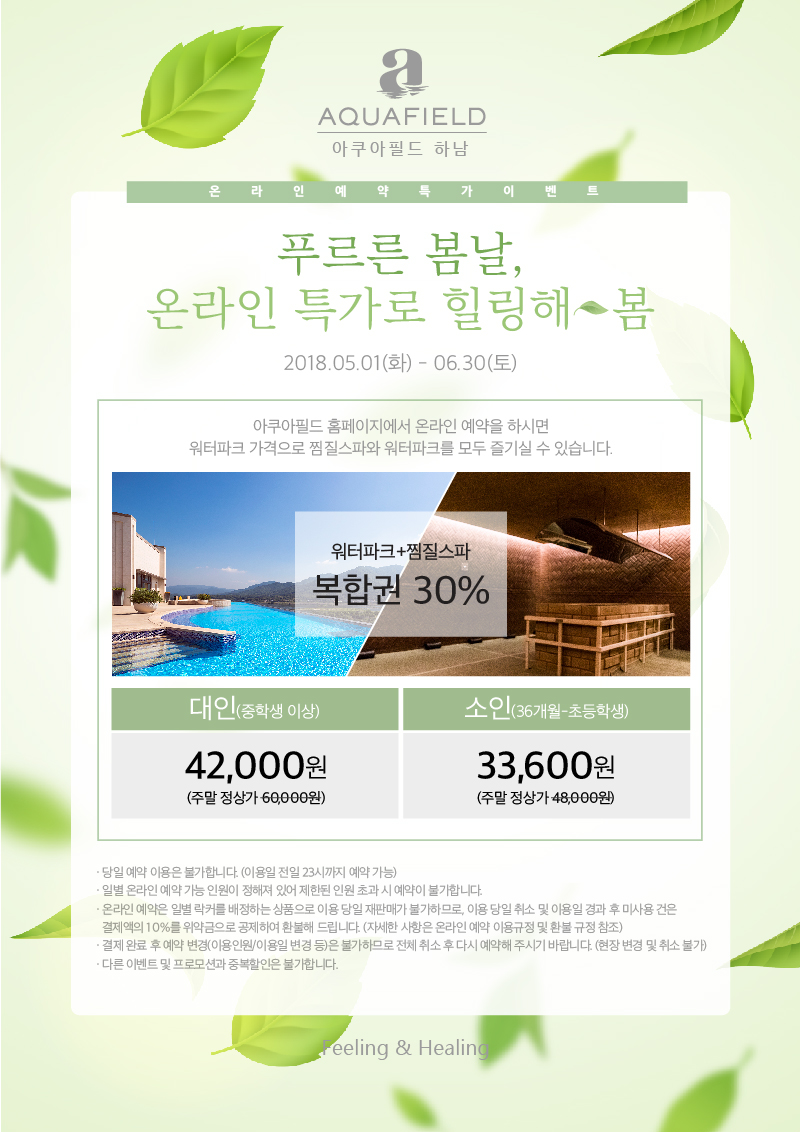 a
AQUAFIELD
아쿠아필드 하남
온라인예약특가이벤트
푸르른 봄날,
온라인 특가로 힐링해 봄
2018.05.01(화) - 06.30(토)
아쿠아필드 홈페이지에서 온라인 예약을 하시면
워터파크 가격으로 찜질스파와 워터파크를 모두 즐기실 수 있습니다.
워터파크+찜질스파
복합권 30%
대인(중학생 이상)
42,000원
(주말 정상가 60,000원)
소인(36개월-초등학생)
33,600원
(주말 정상가 48,000원)
· 당일 예약 이용은 불가합니다. (이용일 전일 23시까지 예약 가능)
· 일별 온라인 예약 가능 인원이 정해져 있어 제한된 인원 초과 시 예약이 불가합니다.
· 온라인 예약은 일별 락커를 배정하는 상품으로 이용 당일 재판매가 불가하므로, 이용 당일 취소 및 이용일 경과 후 미사용 건은
결제액의 10%를 위약금으로 공제하여 환불해 드립니다. (자세한 사항은 온라인 예약 이용규정 및 환불 규정 참조)
· 결제 완료 후 예약 변경(이용인원/이용일 변경 등)은 불가하므로 전체 취소 후 다시 예약해 주시기 바랍니다. (현장 변경 및 취소 불가)
· 다른 이벤트 및 프로모션과 중복할인은 불가합니다.
Feeling & Healing